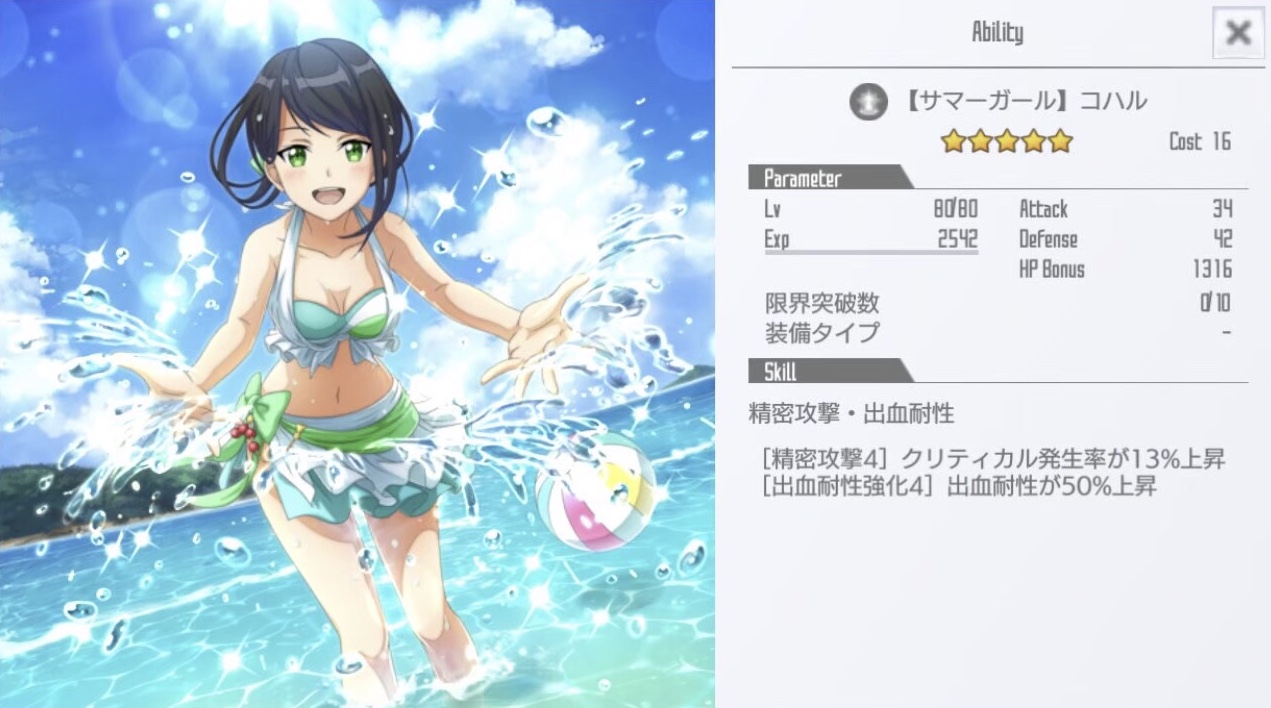 Ability
【サマーガール】コハル
Cost 16
Parameter
Lv 80/80
Exp 2542
Attack 34
Defense 42
HP Bonus 1316
限界突破数 0/10
装備タイプ -
Skill
精密攻撃・出血耐性
[精密攻撃4] クリティカル発生率が13%上昇
[出血耐性強化4] 出血耐性が50%上昇